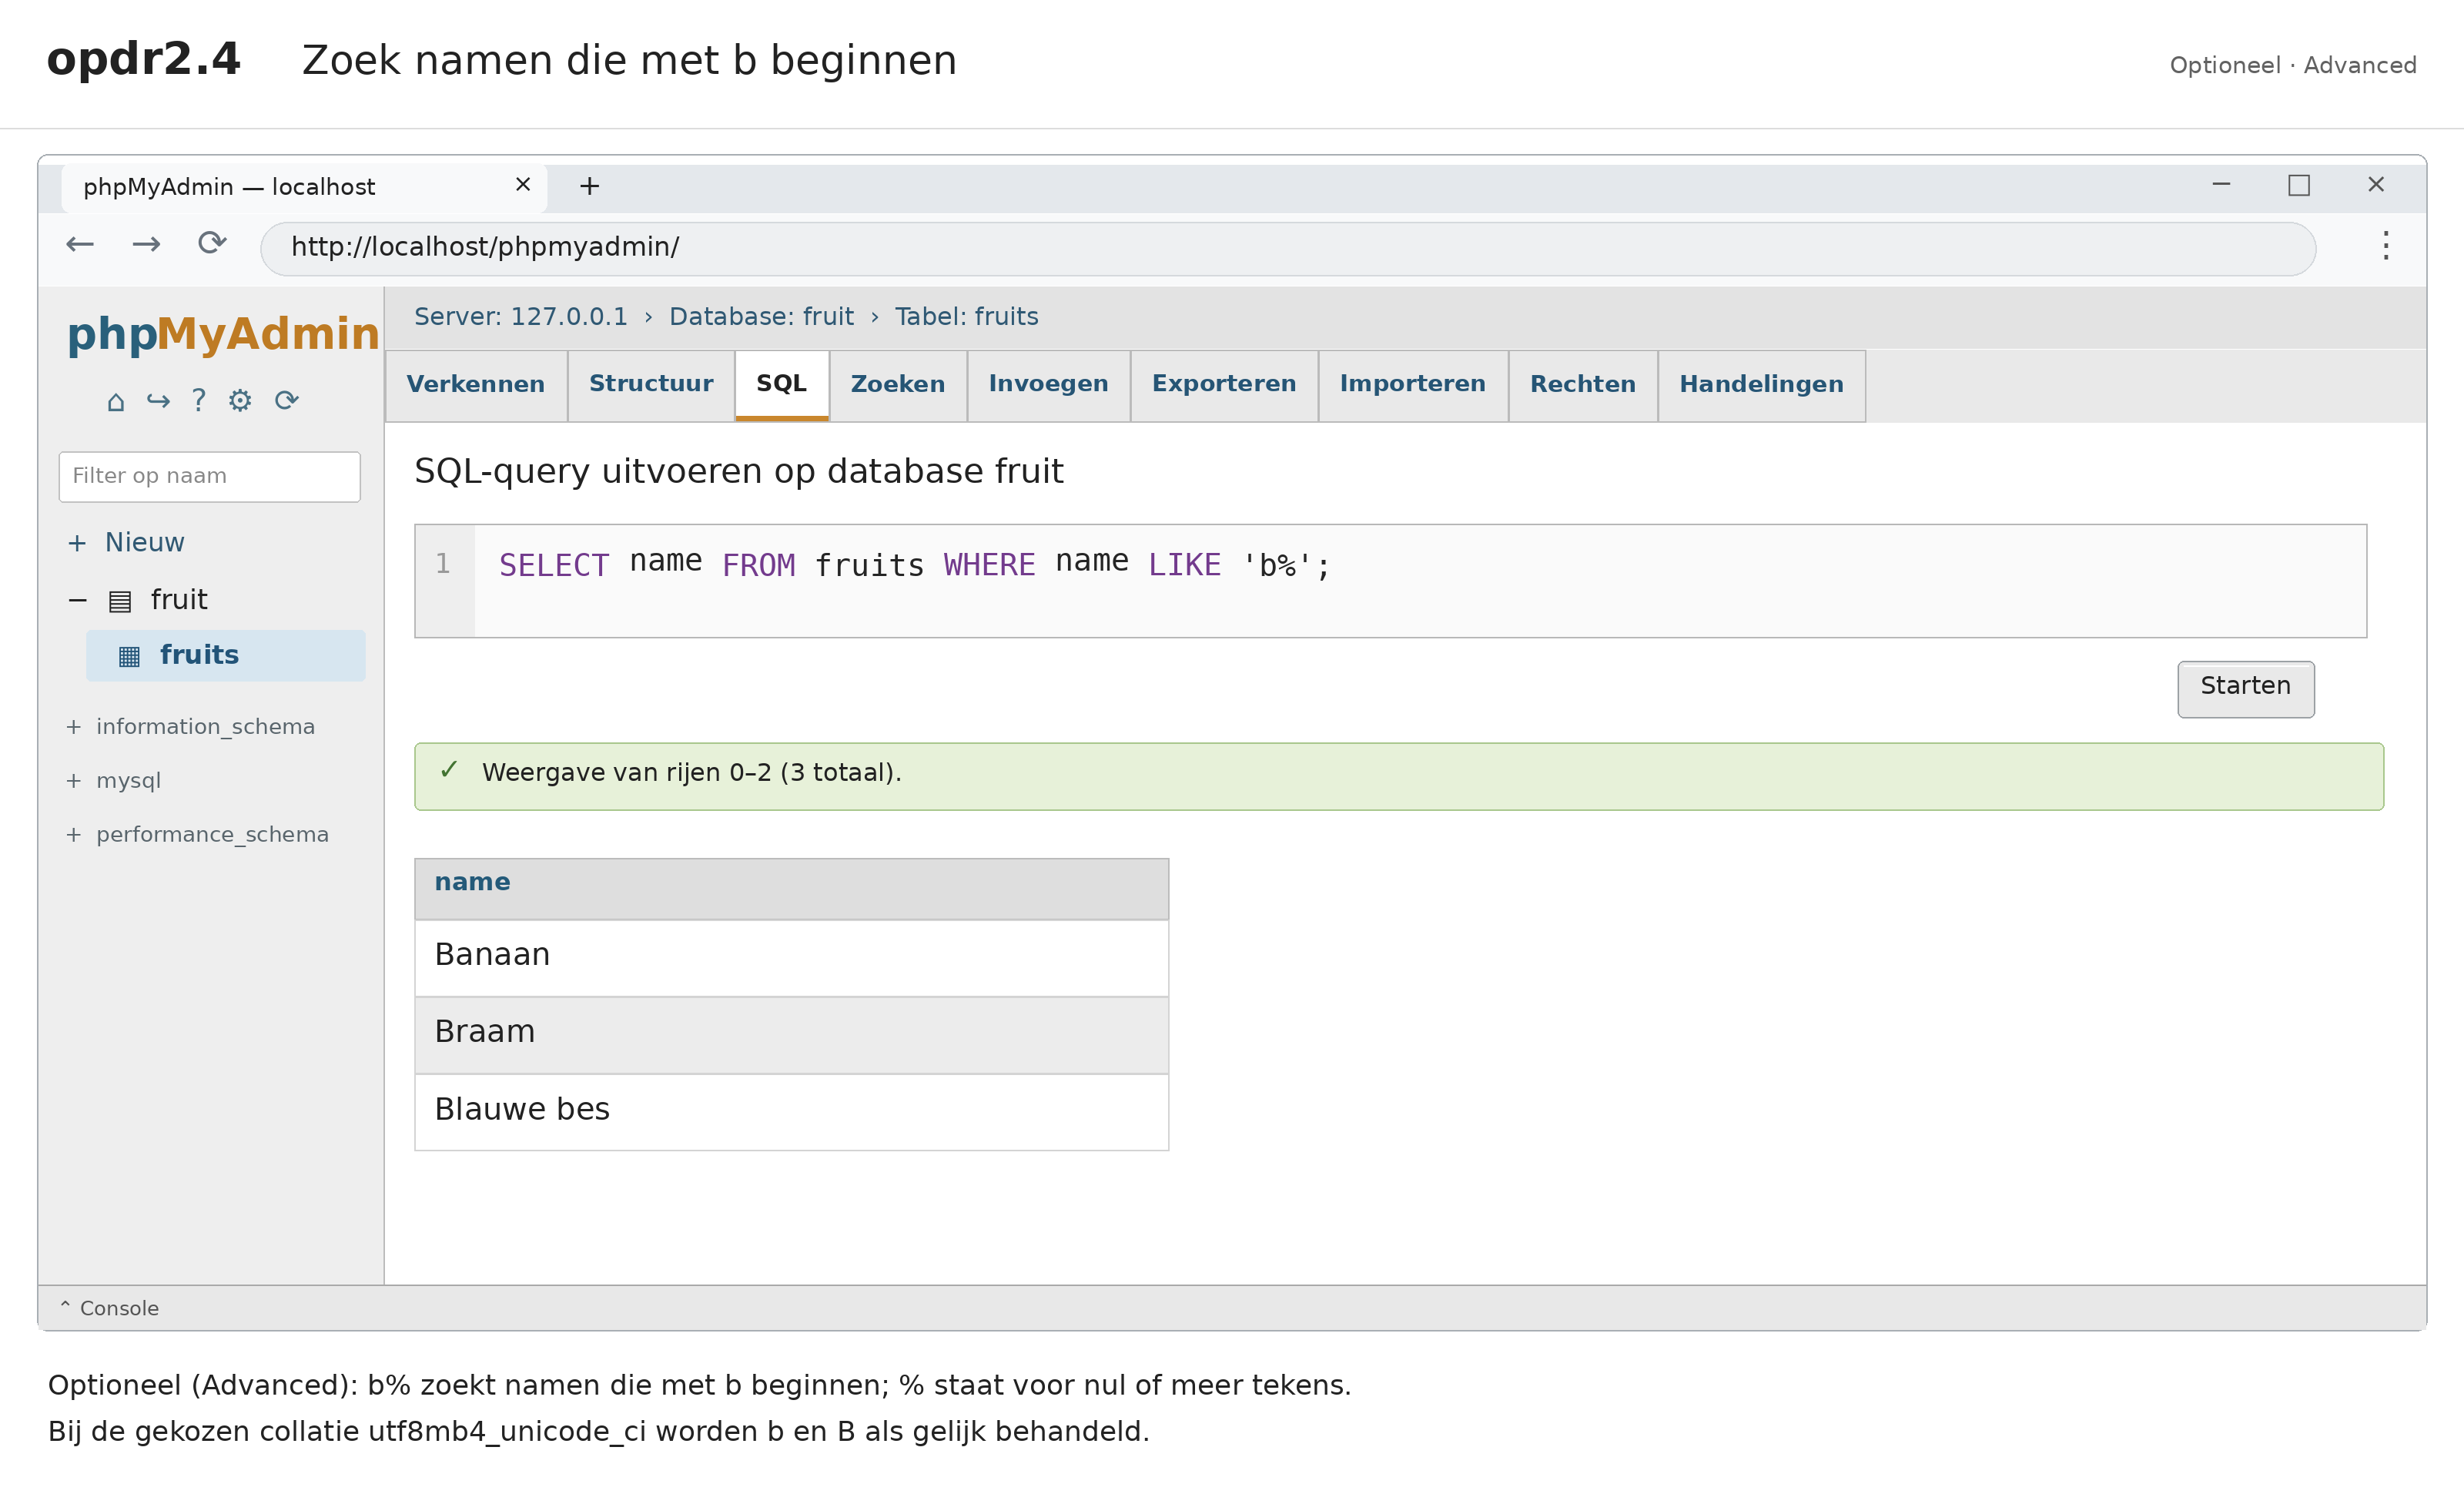 opdr2.4 Zoek namen die met b beginnen Optioneel · Advanced
phpMyAdmin — localhost × + − □ ×
← → ⟳ http://localhost/phpmyadmin/ ⋮
phpMyAdmin
⌂ ↪ ? ⚙ ⟳
Filter op naam
+ Nieuw
− ▤ fruit
▦ fruits
+ information_schema
+ mysql
+ performance_schema
Server: 127.0.0.1 › Database: fruit › Tabel: fruits
Verkennen Structuur SQL Zoeken Invoegen Exporteren Importeren Rechten Handelingen
SQL-query uitvoeren op database fruit
1 SELECT name FROM fruits WHERE name LIKE 'b%';
Starten
✓ Weergave van rijen 0–2 (3 totaal).
name
Banaan
Braam
Blauwe bes
⌃ Console
Optioneel (Advanced): b% zoekt namen die met b beginnen; % staat voor nul of meer tekens.
Bij de gekozen collatie utf8mb4_unicode_ci worden b en B als gelijk behandeld.